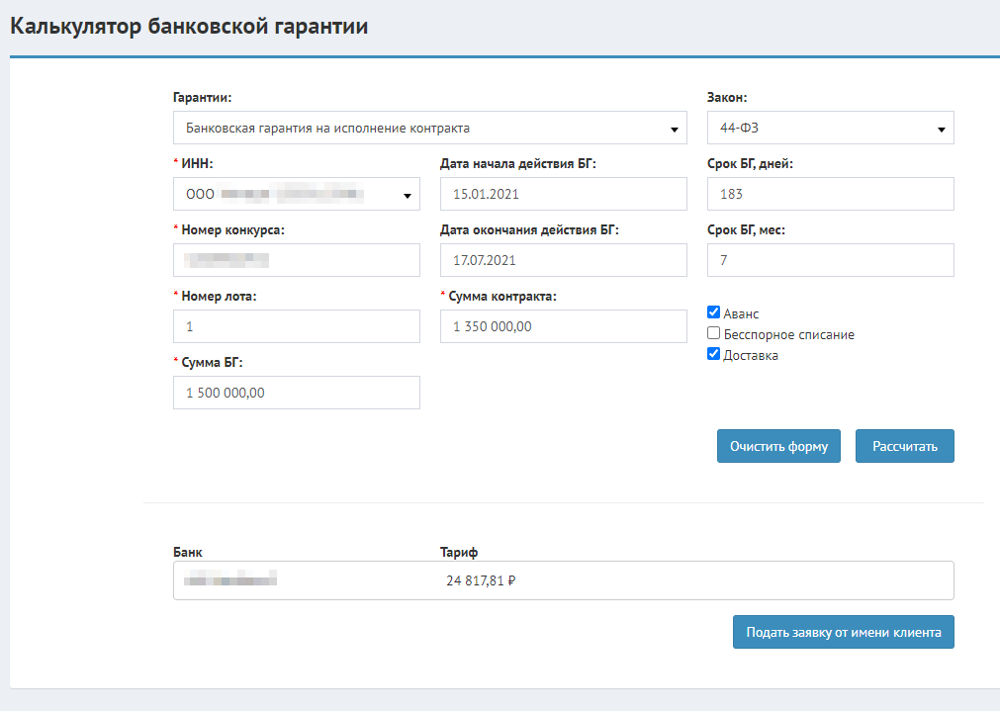 Калькулятор банковской гарантии
Гарантии:
Закон:
Банковская гарантия на исполнение контракта
44-ФЗ
* ИНН:
Дата начала действия БГ:
Срок БГ, дней:
ООО
15.01.2021
183
* Номер конкурса:
Дата окончания действия БГ:
Срок БГ, мес:
17.07.2021
7
* Номер лота:
* Сумма контракта:
1
1 350 000,00
Аванс
Бесспорное списание
Доставка
* Сумма БГ:
1 500 000,00
Очистить форму
Рассчитать
Банк
Тариф
24 817,81 ₽
Подать заявку от имени клиента